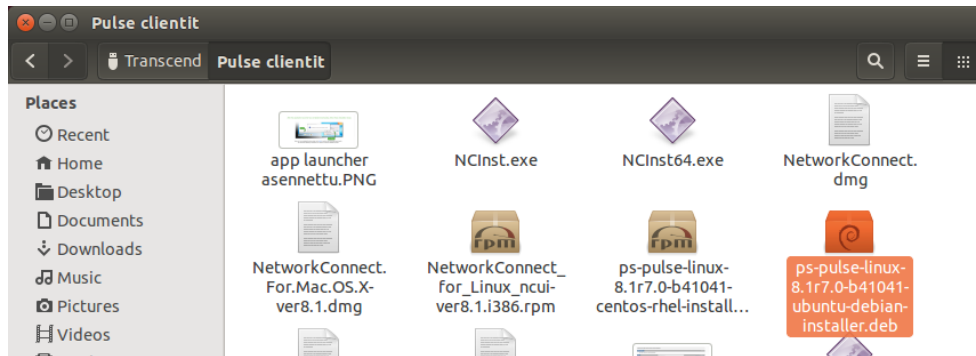 Pulse clientit
Transcend Pulse clientit
Places
Recent
Home
Desktop
Documents
Downloads
Music
Pictures
Videos
app launcher
asennettu.PNG
NCInst.exe
NCInst64.exe
NetworkConnect.
dmg
NetworkConnect.
For.Mac.OS.X-
ver8.1.dmg
rpm
NetworkConnect_
for_Linux_ncui-
ver8.1.i386.rpm
rpm
ps-pulse-linux-
8.1r7.0-b41041-
centos-rhel-install...
ps-pulse-linux-
8.1r7.0-b41041-
ubuntu-debian-
installer.deb